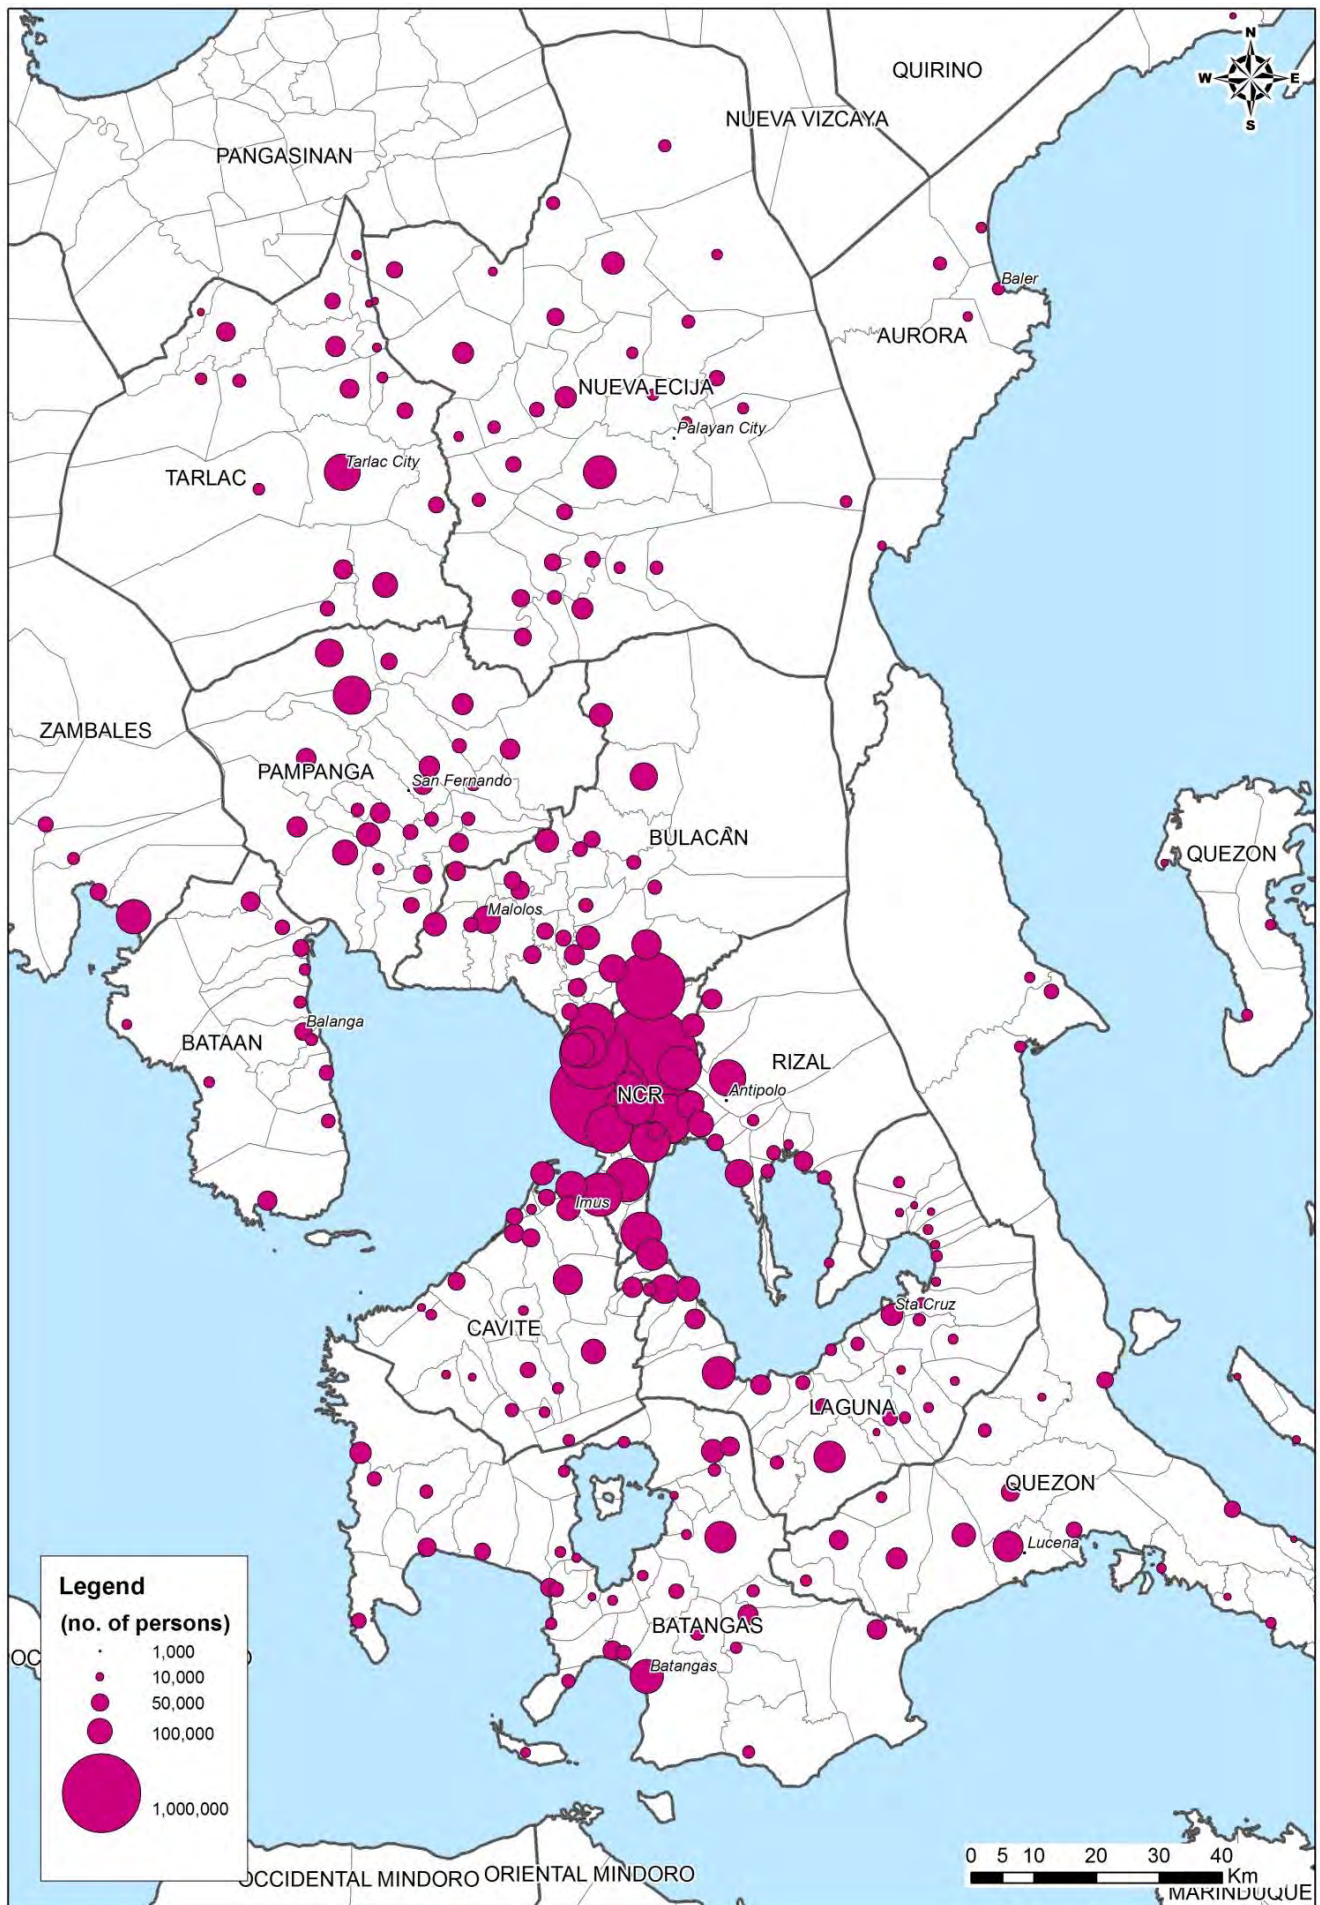 N
W E
S
QUIRINO
NUEVA VIZCAYA
PANGASINAN
Baler
AURORA
NUEVA ECIJA
Palayan City
Tarlac City
TARLAC
ZAMBALES
PAMPANGA
San Fernando
BULACAN
QUEZON
Malolos
Balanga
BATAAN
RIZAL
NCR
Antipolo
Imus
Sta Cruz
CAVITE
LAGUNA
QUEZON
Lucena
BATANGAS
Batangas
Legend
(no. of persons)
1,000
10,000
50,000
100,000
1,000,000
OC O
OCCIDENTAL MINDORO ORIENTAL MINDORO
0 5 10 20 30 40
Km
MARINDUQUE